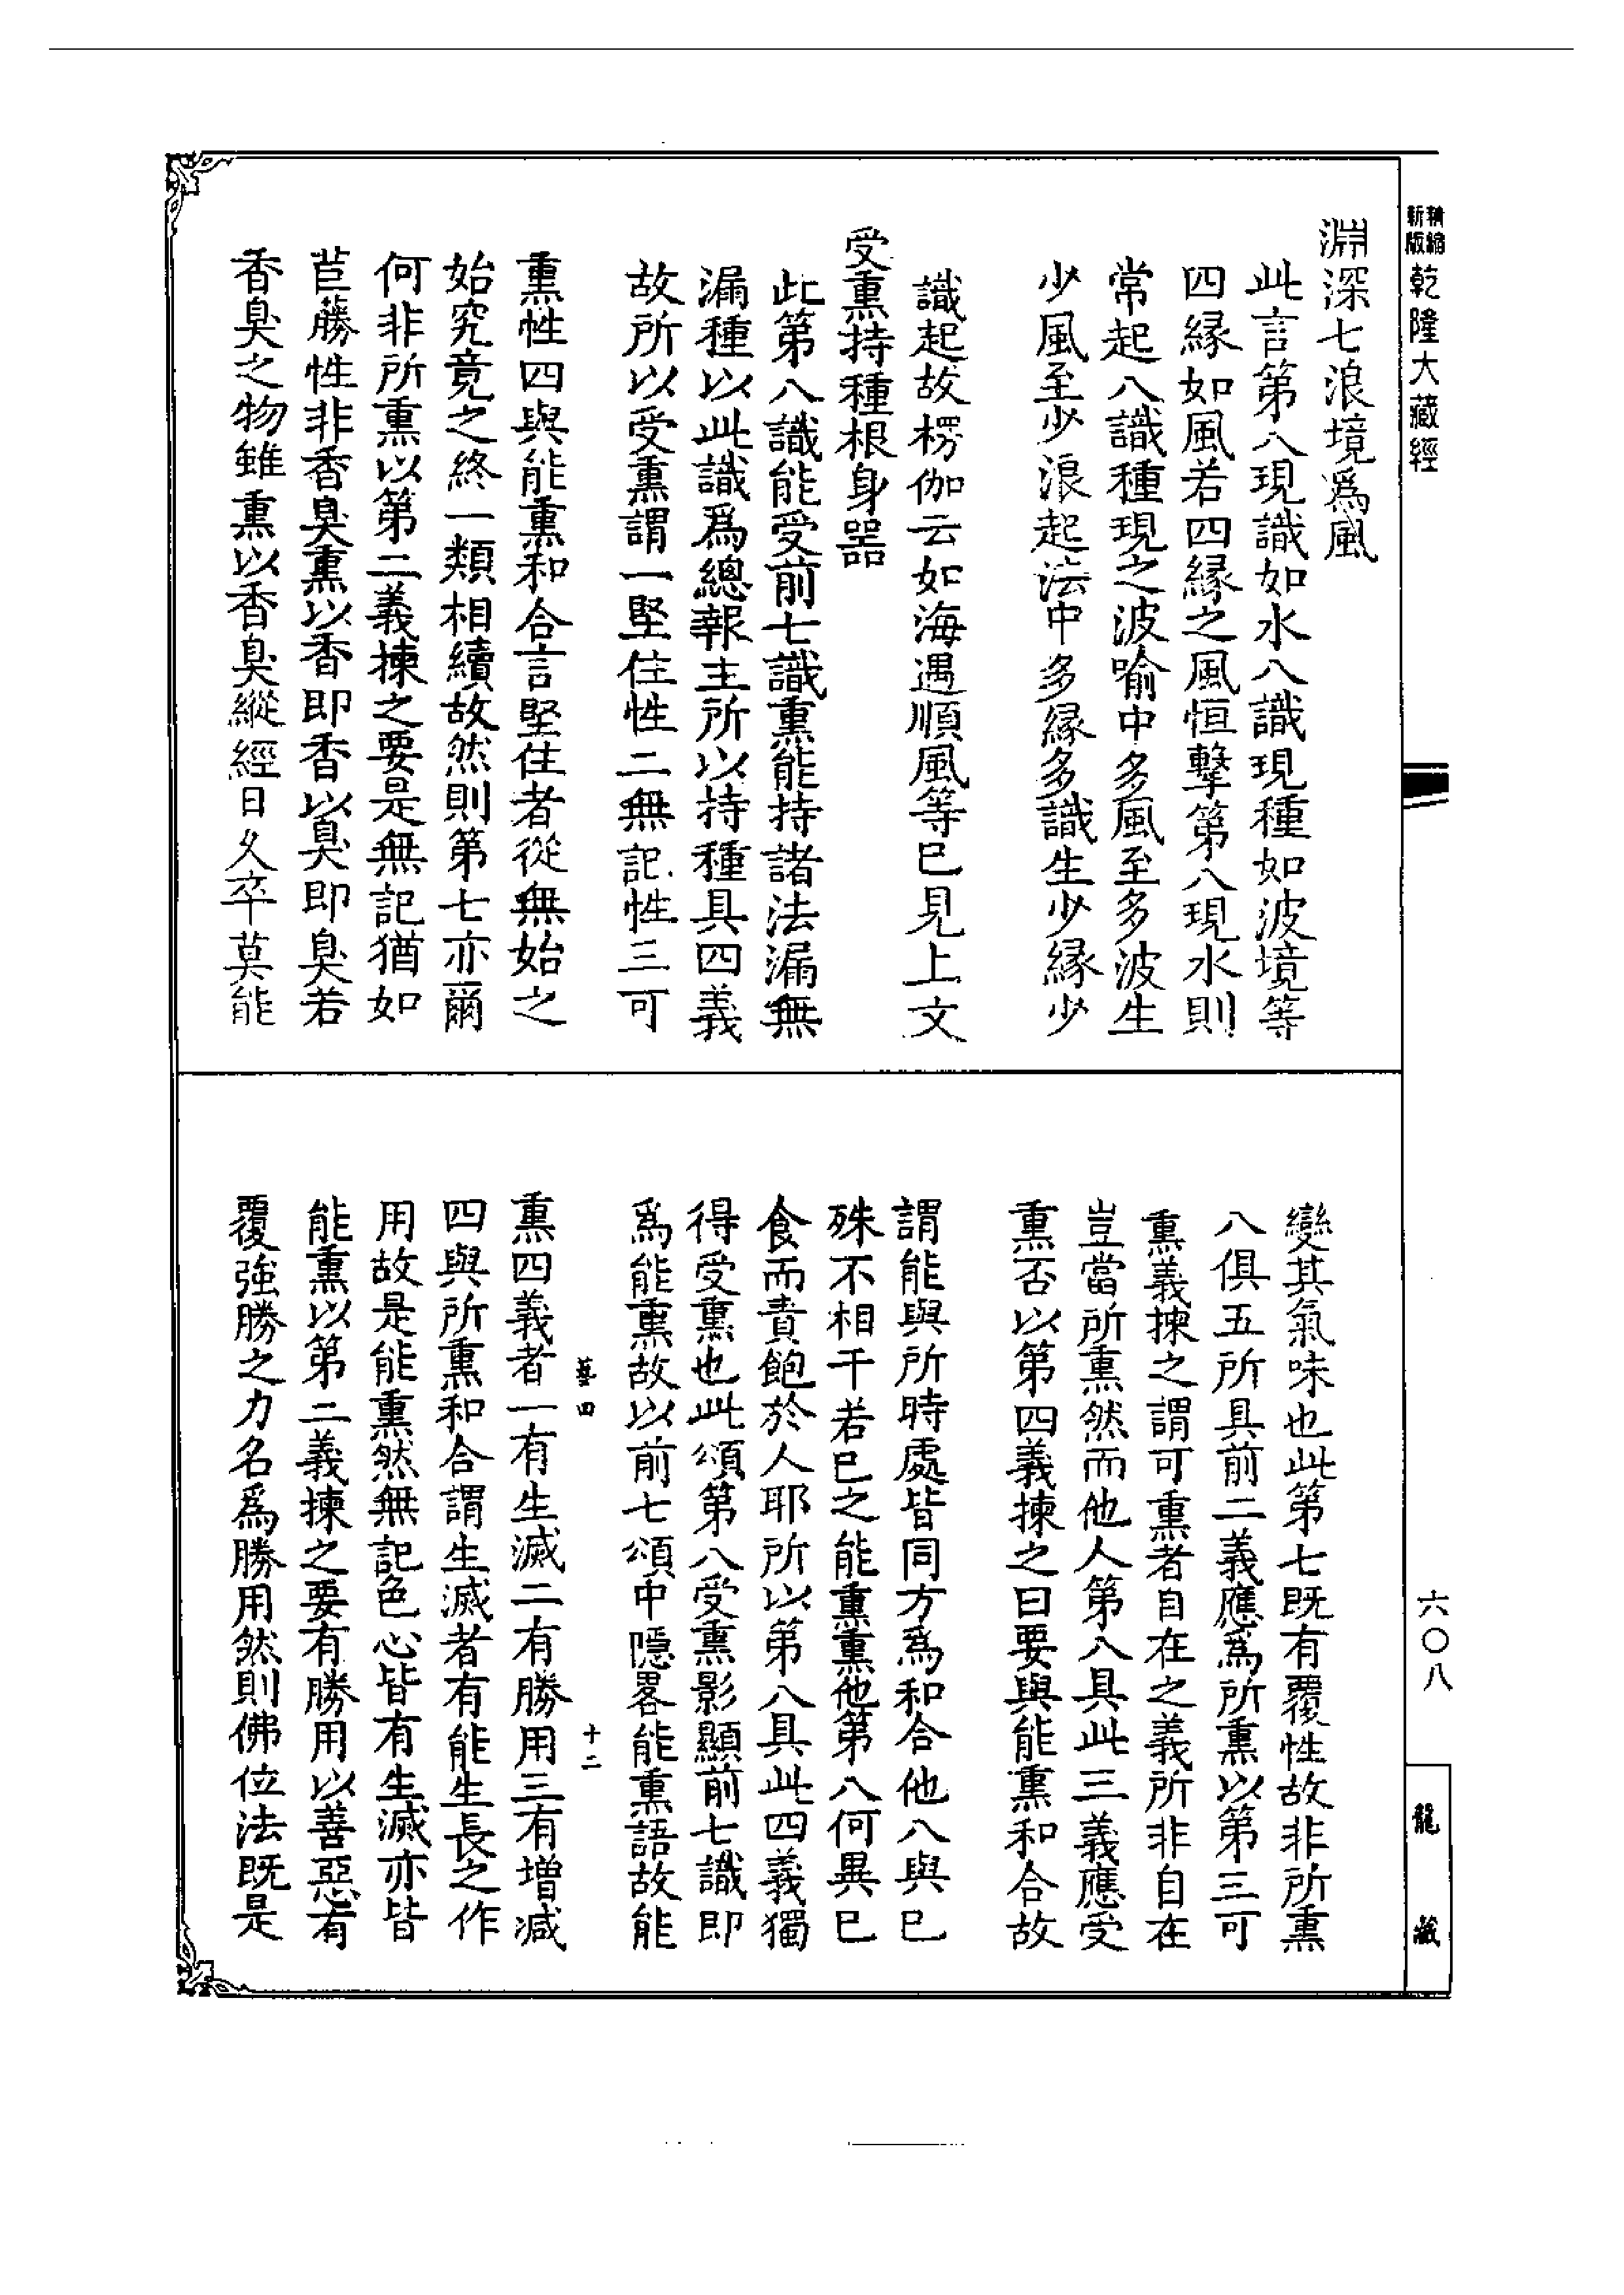 精縮新版乾隆大藏經
淵深七浪境爲風
此言第八現識如水八識現種如波境等
四緣如風若四緣之風恒擊第八現水則
常起八識種現之波喻中多風至多波生
少風至少浪起法中多緣多識生少緣少
識起故楞伽云如海遇順風等已見上文
受熏持種根身器
此第八識能受前七識熏能持諸法漏無
漏種以此識爲總報主所以持種具四義
故所以受熏謂一堅住性二無記性三可
熏性四與能熏和合言堅住者從無始之
始究竟之終一類相續故然則第七亦爾
何非所熏以第二義揀之要是無記猶如
苣蕂性非香臭熏以香即香以臭即臭若
香臭之物雖熏以香臭縱經日久卒莫能
變其氣味也此第七既有覆性故非所熏
八俱五所具前二義應爲所熏以第三可
熏義揀之謂可熏者自在之義所非自在
豈當所熏然而他人第八具此三義應受
熏否以第四義揀之曰要與能熏和合故
謂能與所時處皆同方爲和合他八與已
殊不相干若已之能熏熏他第八何異已
食而責飽於人耶所以第八具此四義獨
得受熏也此頌第八受熏影顯前七識即
爲能熏故以前七頌中隱畧能熏語故能
墓四 十二
熏四義者一有生滅二有勝用三有增減
四與所熏和合謂生滅者有能生長之作
用故是能熏然無記色心皆有生滅亦皆
能熏以第二義揀之要有勝用以善惡有
覆強勝之力名爲勝用然則佛位法既是
六〇八
龍藏